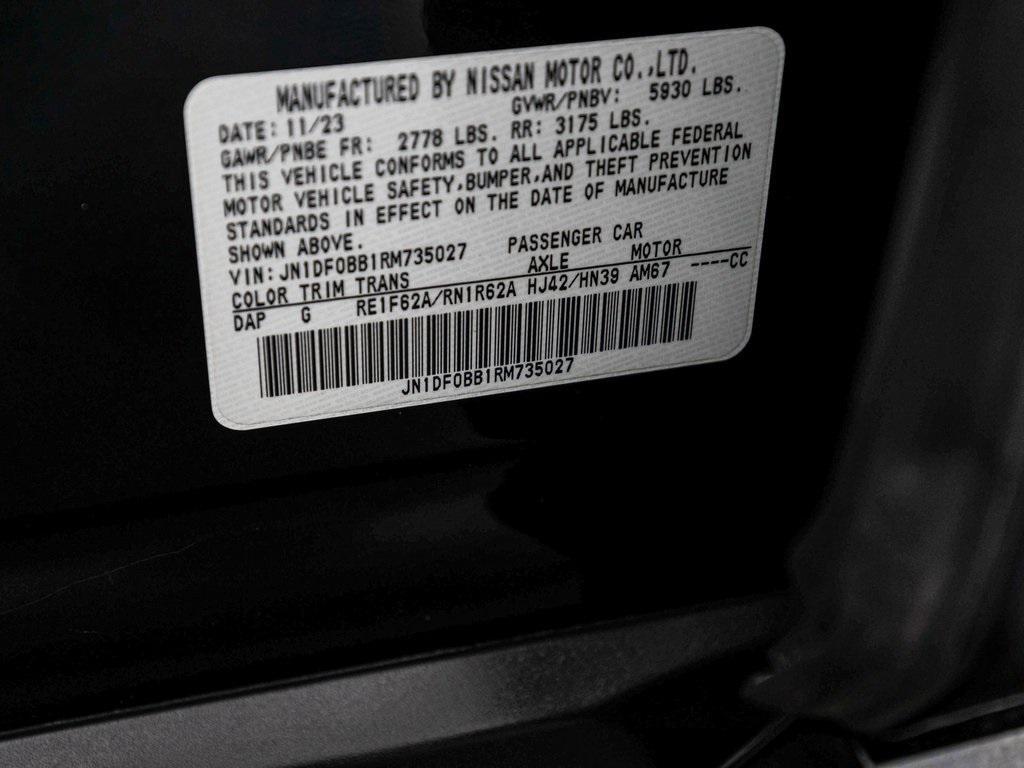 MANUFACTURED BY NISSAN MOTOR CO.,LTD.
DATE: 11/23 GVWR/PNBV: 5930 LBS.
GAWR/PNBE FR: 2778 LBS. RR: 3175 LBS.
THIS VEHICLE CONFORMS TO ALL APPLICABLE FEDERAL
MOTOR VEHICLE SAFETY,BUMPER,AND THEFT PREVENTION
STANDARDS IN EFFECT ON THE DATE OF MANUFACTURE
SHOWN ABOVE.
VIN: JN1DF0BB1RM735027 PASSENGER CAR
COLOR TRIM TRANS AXLE MOTOR
DAP G RE1F62A/RN1R62A HJ42/HN39 AM67 ----CC
JN1DF0BB1RM735027